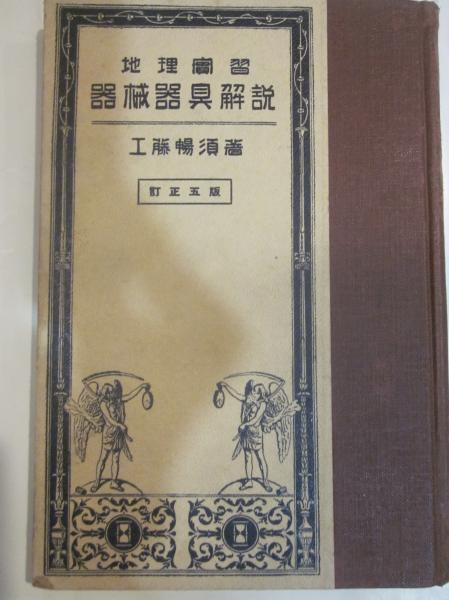 地理實習
器械器具解説
工藤暢須著
訂正五版